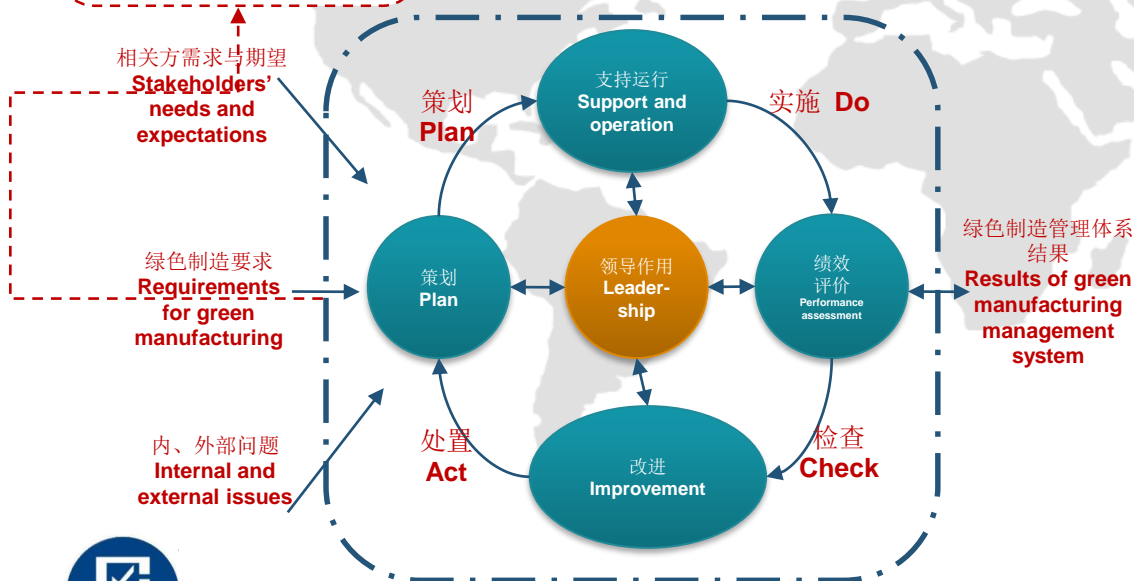 相关方需求与期望
Stakeholders'
needs and
expectations
策划
Plan
支持运行
Support and
operation
实施 Do
绿色制造要求
Requirements
for green
manufacturing
策划
Plan
领导作用
Leader-
ship
绩效
评价
Performance
assessment
绿色制造管理体系
结果
Results of green
manufacturing
management
system
内、外部问题
Internal and
external issues
处置
Act
改进
Improvement
检查
Check